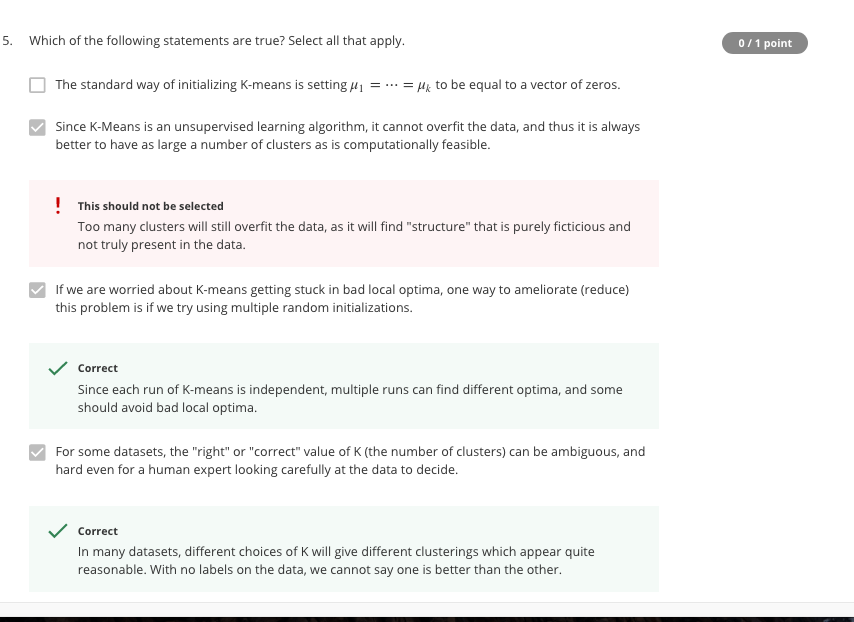 5. Which of the following statements are true? Select all that apply.
0 / 1 point
The standard way of initializing K-means is setting μ₁ = ⋯ = μₖ to be equal to a vector of zeros.
Since K-Means is an unsupervised learning algorithm, it cannot overfit the data, and thus it is always
better to have as large a number of clusters as is computationally feasible.
! This should not be selected
Too many clusters will still overfit the data, as it will find "structure" that is purely ficticious and
not truly present in the data.
If we are worried about K-means getting stuck in bad local optima, one way to ameliorate (reduce)
this problem is if we try using multiple random initializations.
Correct
Since each run of K-means is independent, multiple runs can find different optima, and some
should avoid bad local optima.
For some datasets, the "right" or "correct" value of K (the number of clusters) can be ambiguous, and
hard even for a human expert looking carefully at the data to decide.
Correct
In many datasets, different choices of K will give different clusterings which appear quite
reasonable. With no labels on the data, we cannot say one is better than the other.